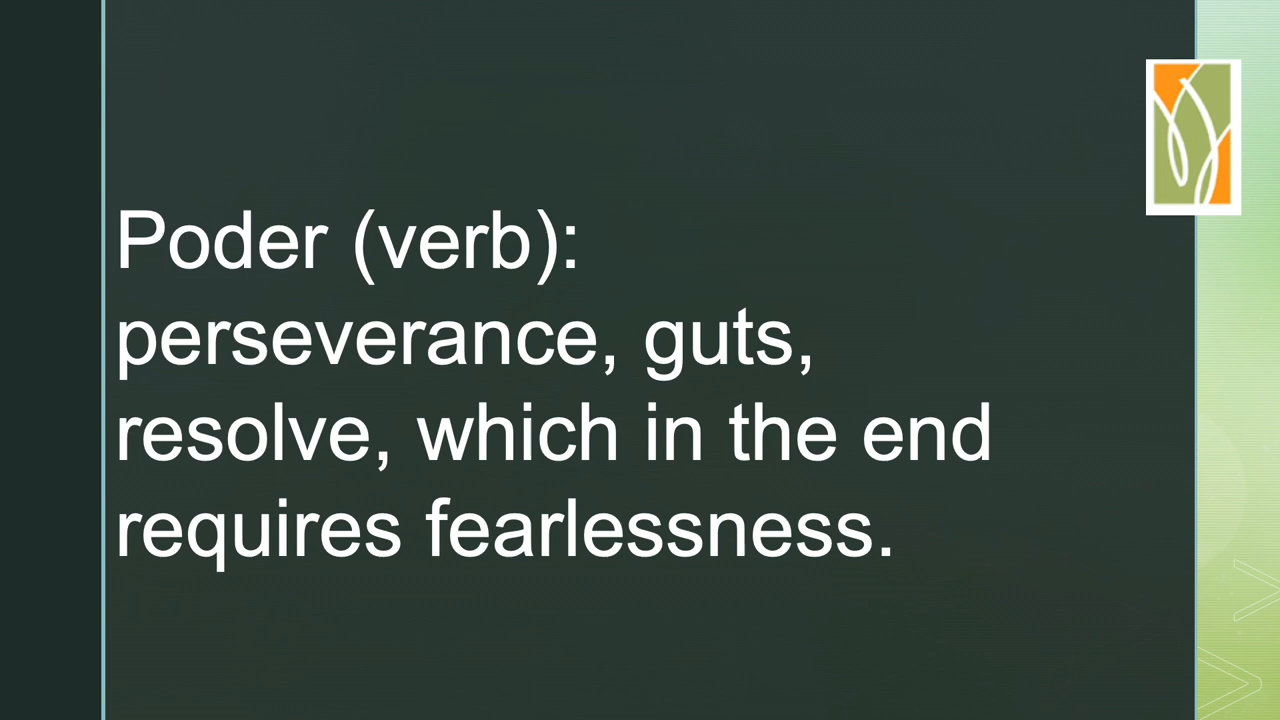 Poder (verb):
perseverance, guts,
resolve, which in the end
requires fearlessness.